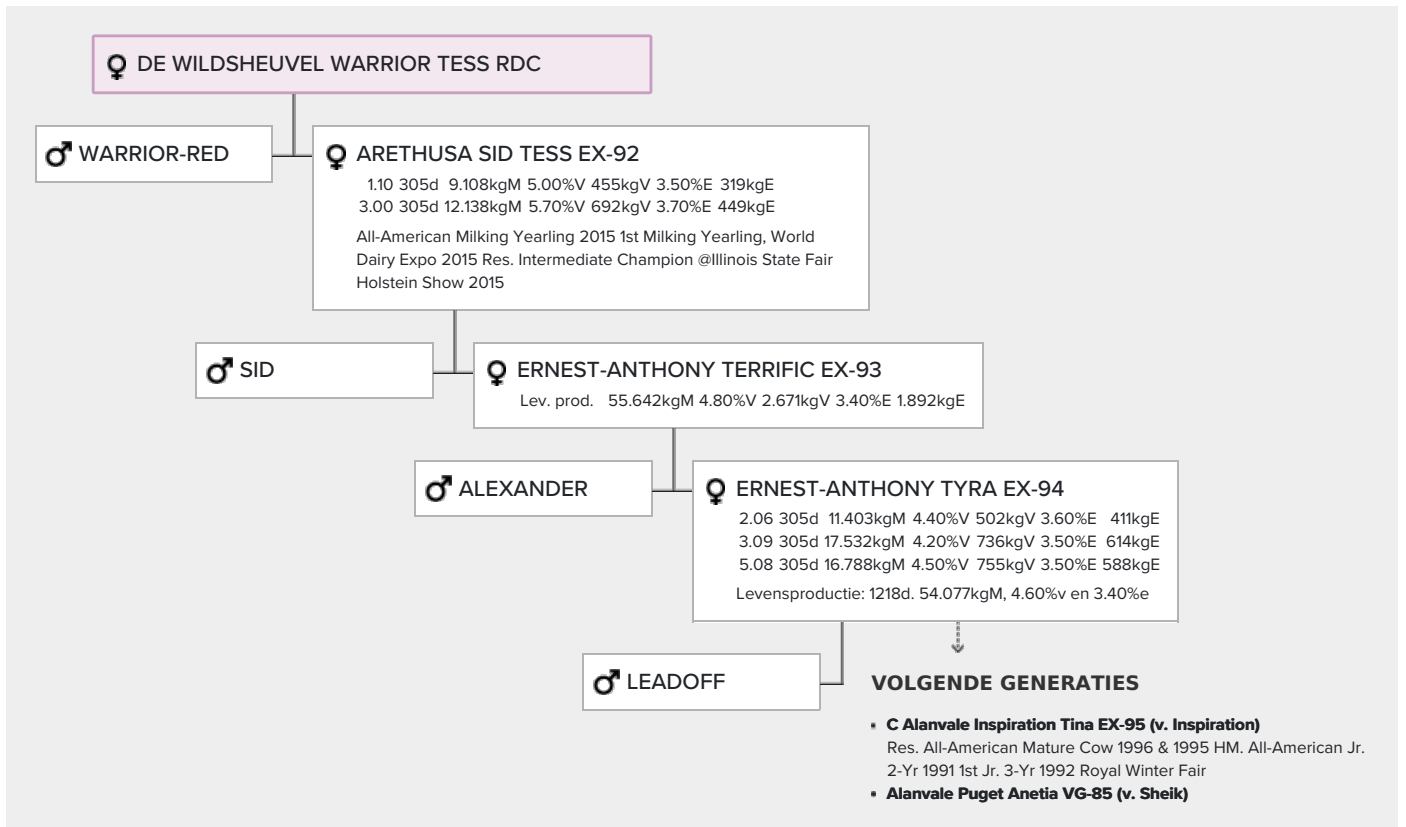 DE WILDSHEUVEL WARRIOR TESS RDC
WARRIOR-RED
ARETHUSA SID TESS EX-92
1.10 305d 9.108kgM 5.00%V 455kgV 3.50%E 319kgE
3.00 305d 12.138kgM 5.70%V 692kgV 3.70%E 449kgE
All-American Milking Yearling 2015 1st Milking Yearling, World
Dairy Expo 2015 Res. Intermediate Champion @Illinois State Fair
Holstein Show 2015
SID
ERNEST-ANTHONY TERRIFIC EX-93
Lev. prod. 55.642kgM 4.80%V 2.671kgV 3.40%E 1.892kgE
ALEXANDER
ERNEST-ANTHONY TYRA EX-94
2.06 305d 11.403kgM 4.40%V 502kgV 3.60%E 411kgE
3.09 305d 17.532kgM 4.20%V 736kgV 3.50%E 614kgE
5.08 305d 16.788kgM 4.50%V 755kgV 3.50%E 588kgE
Levensproductie: 1218d. 54.077kgM, 4.60%v en 3.40%e
LEADOFF
VOLGENDE GENERATIES
▪ C Alanvale Inspiration Tina EX-95 (v. Inspiration)
Res. All-American Mature Cow 1996 & 1995 HM. All-American Jr.
2-Yr 1991 1st Jr. 3-Yr 1992 Royal Winter Fair
▪ Alanvale Puget Anetia VG-85 (v. Sheik)